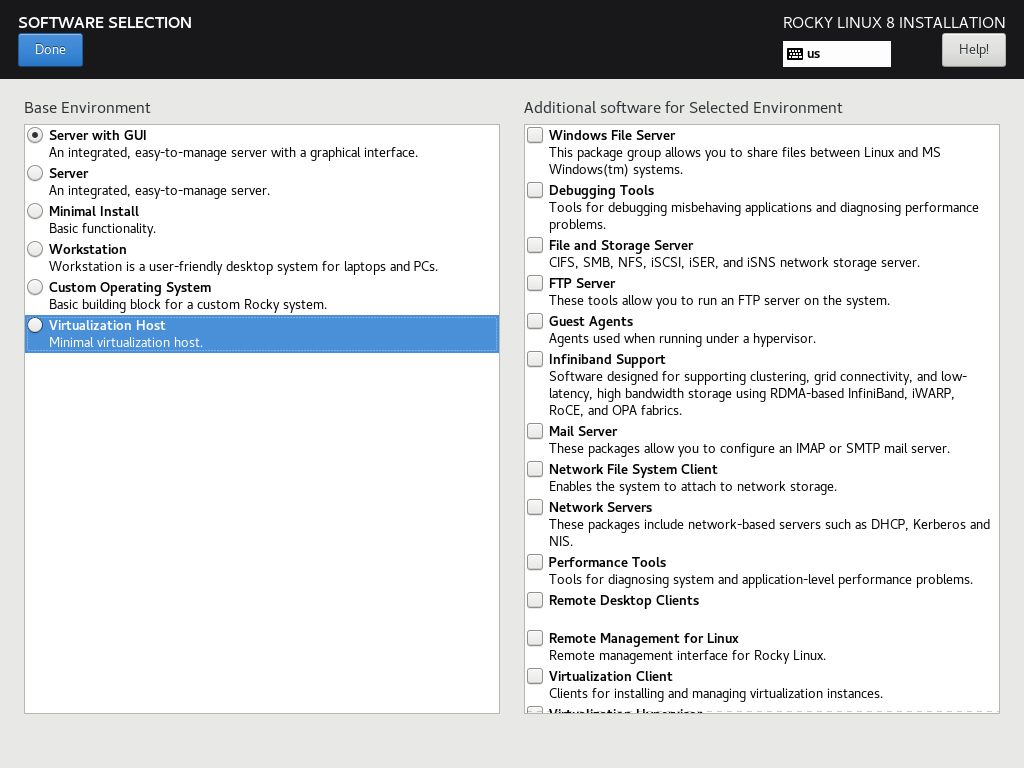 SOFTWARE SELECTION
ROCKY LINUX 8 INSTALLATION
Done
us
Help!
Base Environment
Server with GUI
An integrated, easy-to-manage server with a graphical interface.
Server
An integrated, easy-to-manage server.
Minimal Install
Basic functionality.
Workstation
Workstation is a user-friendly desktop system for laptops and PCs.
Custom Operating System
Basic building block for a custom Rocky system.
Virtualization Host
Minimal virtualization host.
Additional software for Selected Environment
Windows File Server
This package group allows you to share files between Linux and MS
Windows(tm) systems.
Debugging Tools
Tools for debugging misbehaving applications and diagnosing performance
problems.
File and Storage Server
CIFS, SMB, NFS, iSCSI, iSER, and iSNS network storage server.
FTP Server
These tools allow you to run an FTP server on the system.
Guest Agents
Agents used when running under a hypervisor.
Infiniband Support
Software designed for supporting clustering, grid connectivity, and low-
latency, high bandwidth storage using RDMA-based InfiniBand, iWARP,
RoCE, and OPA fabrics.
Mail Server
These packages allow you to configure an IMAP or SMTP mail server.
Network File System Client
Enables the system to attach to network storage.
Network Servers
These packages include network-based servers such as DHCP, Kerberos and
NIS.
Performance Tools
Tools for diagnosing system and application-level performance problems.
Remote Desktop Clients
Remote Management for Linux
Remote management interface for Rocky Linux.
Virtualization Client
Clients for installing and managing virtualization instances.
Virtualization Hypervisor